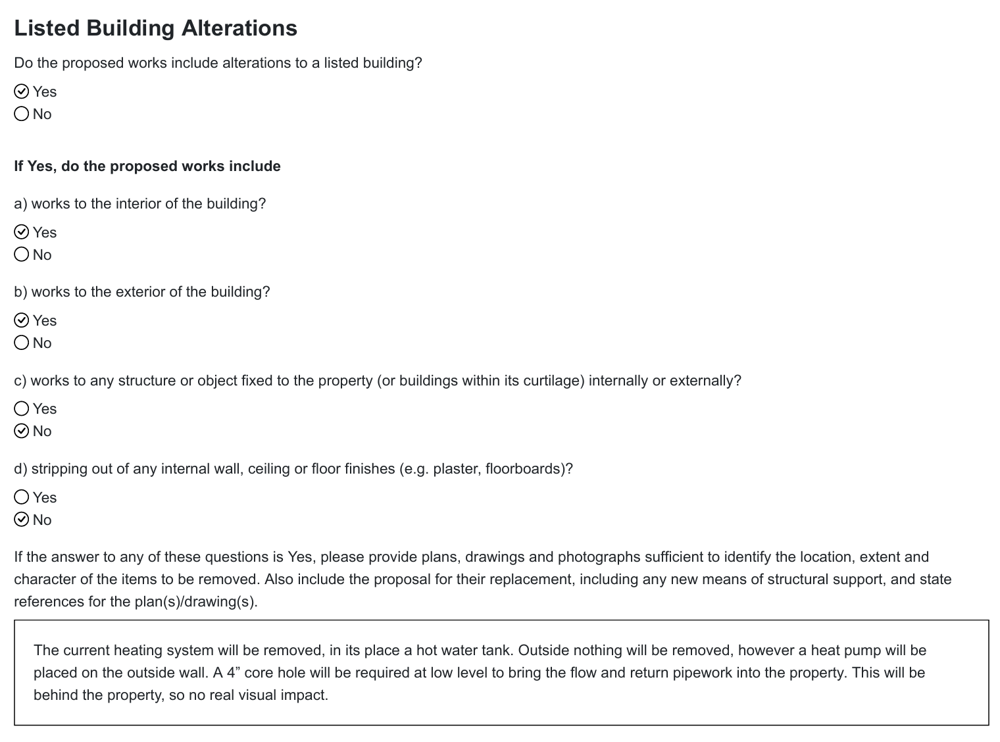 Listed Building Alterations
Do the proposed works include alterations to a listed building?
Yes
No
If Yes, do the proposed works include
a) works to the interior of the building?
Yes
No
b) works to the exterior of the building?
Yes
No
c) works to any structure or object fixed to the property (or buildings within its curtilage) internally or externally?
Yes
No
d) stripping out of any internal wall, ceiling or floor finishes (e.g. plaster, floorboards)?
Yes
No
If the answer to any of these questions is Yes, please provide plans, drawings and photographs sufficient to identify the location, extent and
character of the items to be removed. Also include the proposal for their replacement, including any new means of structural support, and state
references for the plan(s)/drawing(s).
The current heating system will be removed, in its place a hot water tank. Outside nothing will be removed, however a heat pump will be
placed on the outside wall. A 4” core hole will be required at low level to bring the flow and return pipework into the property. This will be
behind the property, so no real visual impact.